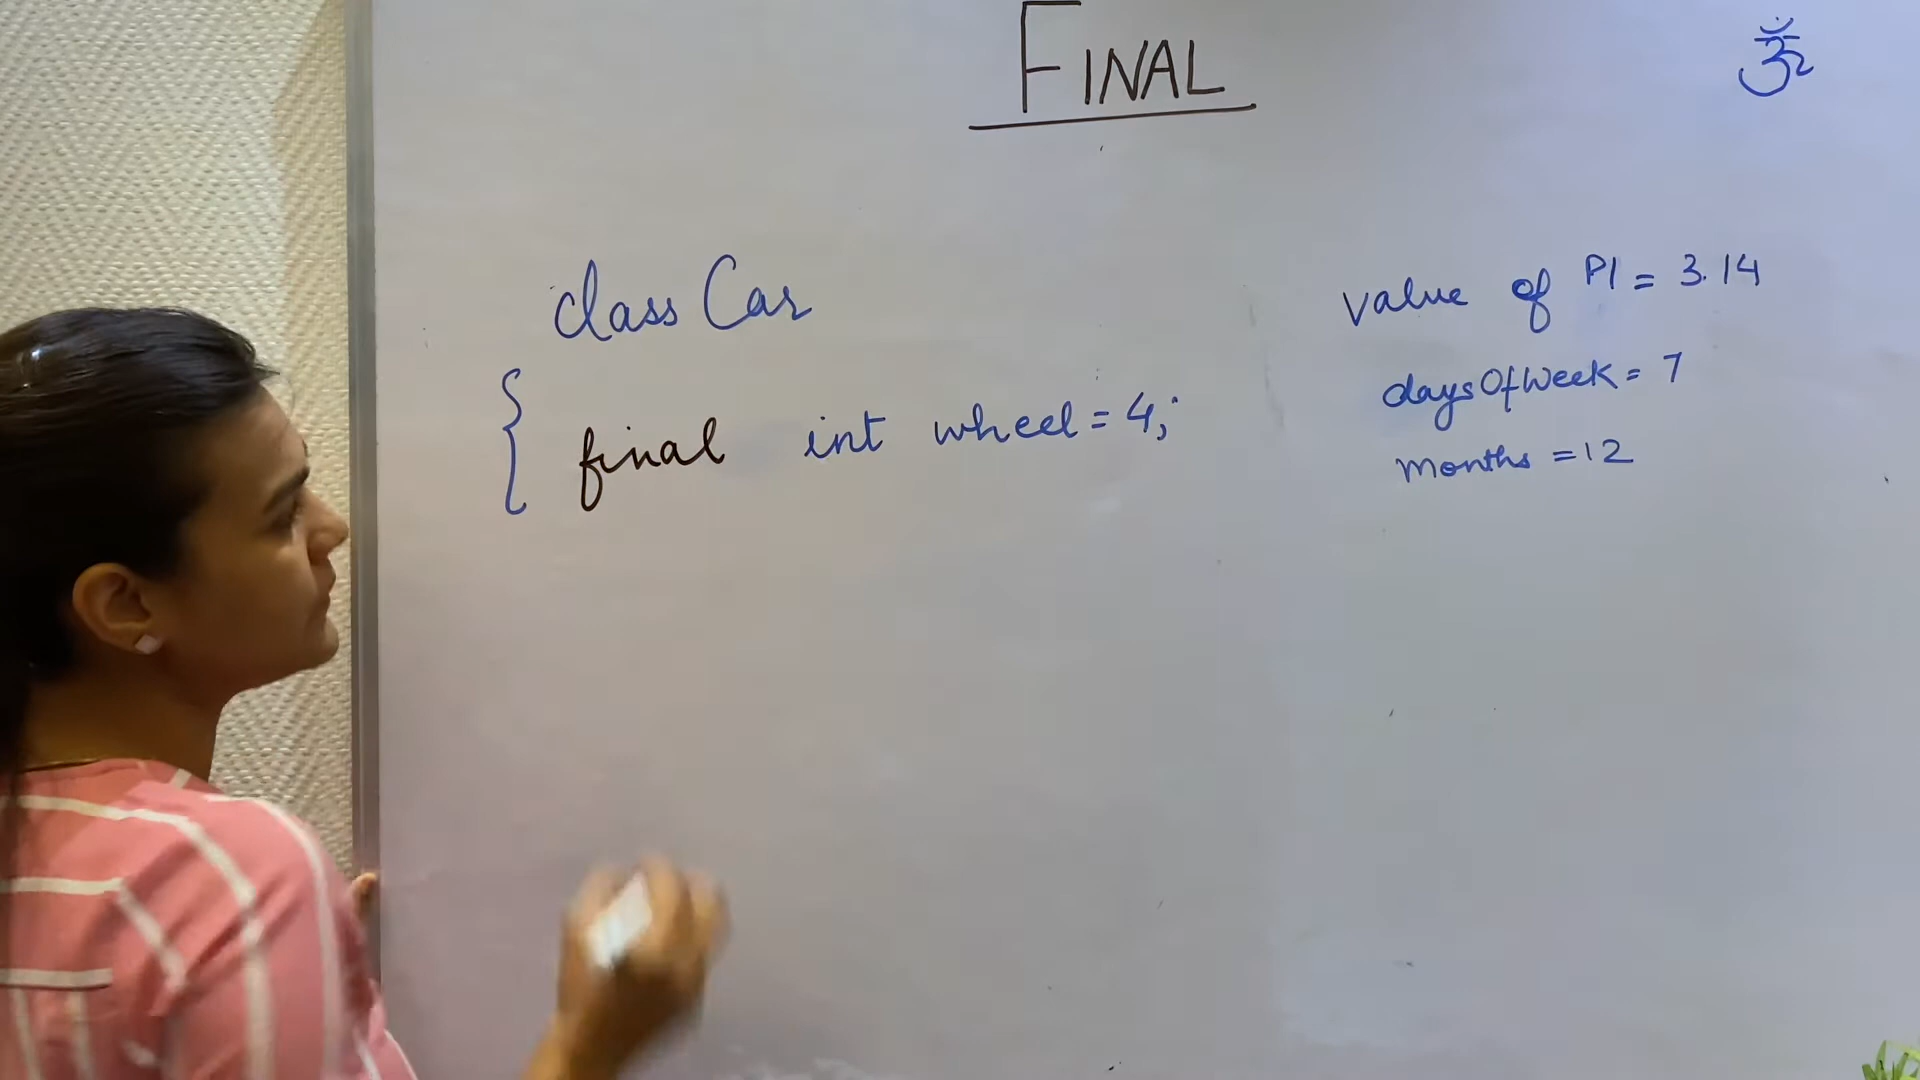 FINAL
ॐ
class Car
{
final int wheel = 4;
value of PI = 3.14
daysOfWeek = 7
months = 12